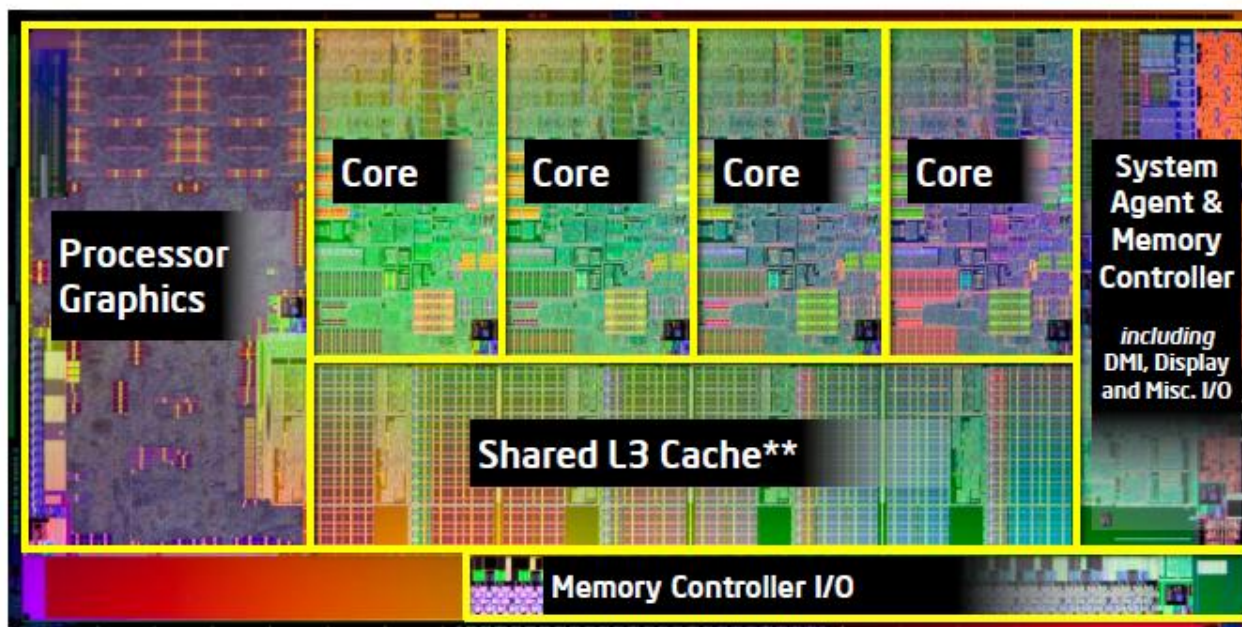 Processor
Graphics
Core
Core
Core
Core
System
Agent &
Memory
Controller
including
DMI, Display
and Misc. I/O
Shared L3 Cache**
Memory Controller I/O